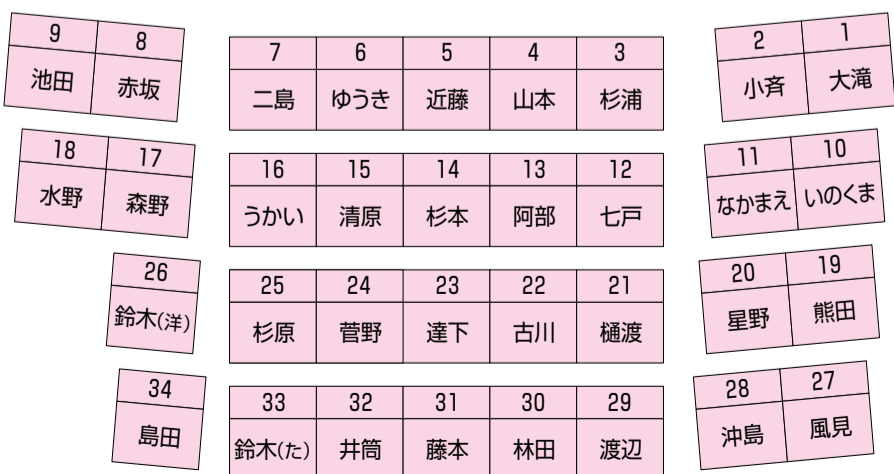 9 8 7 6 5 4 3 2 1
池田 赤坂 二島 ゆうき 近藤 山本 杉浦 小斉 大滝
18 17 16 15 14 13 12 11 10
水野 森野 うかい 清原 杉本 阿部 七戸 なかまえ いのくま
26 25 24 23 22 21 20 19
鈴木(洋) 杉原 菅野 達下 古川 樋渡 星野 熊田
34 33 32 31 30 29 28 27
島田 鈴木(た) 井筒 藤本 林田 渡辺 沖島 風見